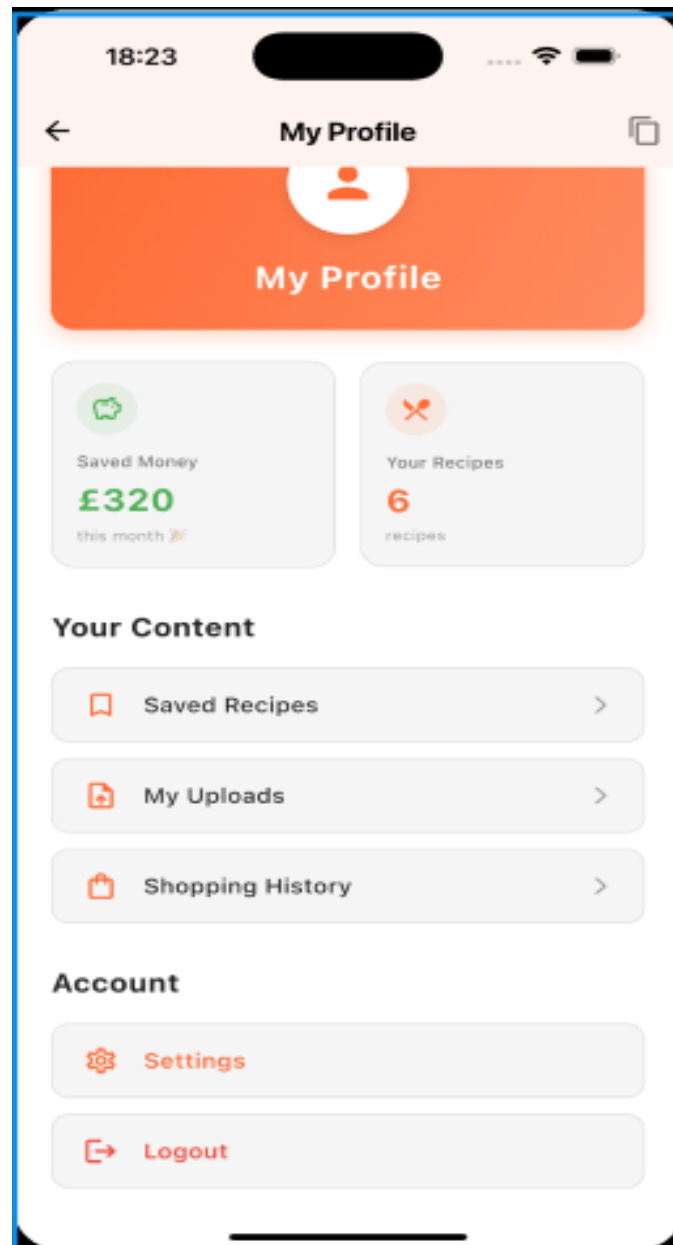 18:23
My Profile
My Profile
Saved Money
£320
this month 🎉
Your Recipes
6
recipes
Your Content
Saved Recipes
My Uploads
Shopping History
Account
Settings
Logout